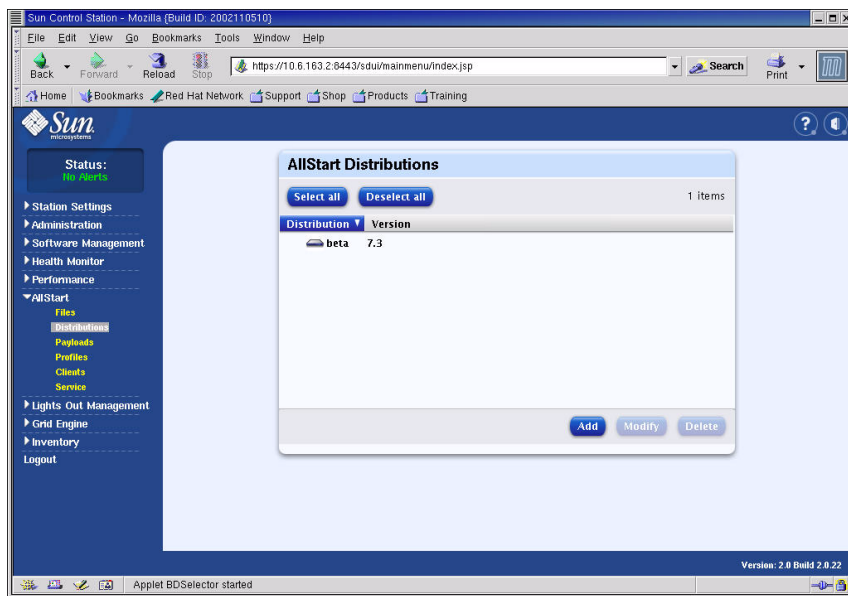 Sun Control Station - Mozilla {Build ID: 2002110510}
File Edit View Go Bookmarks Tools Window Help
Back Forward Reload Stop https://10.6.163.2:8443/sdui/mainmenu/index.jsp Search Print
Home Bookmarks Red Hat Network Support Shop Products Training
Sun
microsystems
?
Status:
No Alerts
Station Settings
Administration
Software Management
Health Monitor
Performance
AllStart
Files
Distributions
Payloads
Profiles
Clients
Service
Lights Out Management
Grid Engine
Inventory
Logout
AllStart Distributions
Select all Deselect all 1 items
Distribution Version
beta 7.3
Add Modify Delete
Version: 2.0 Build 2.0.22
Applet BDSelector started